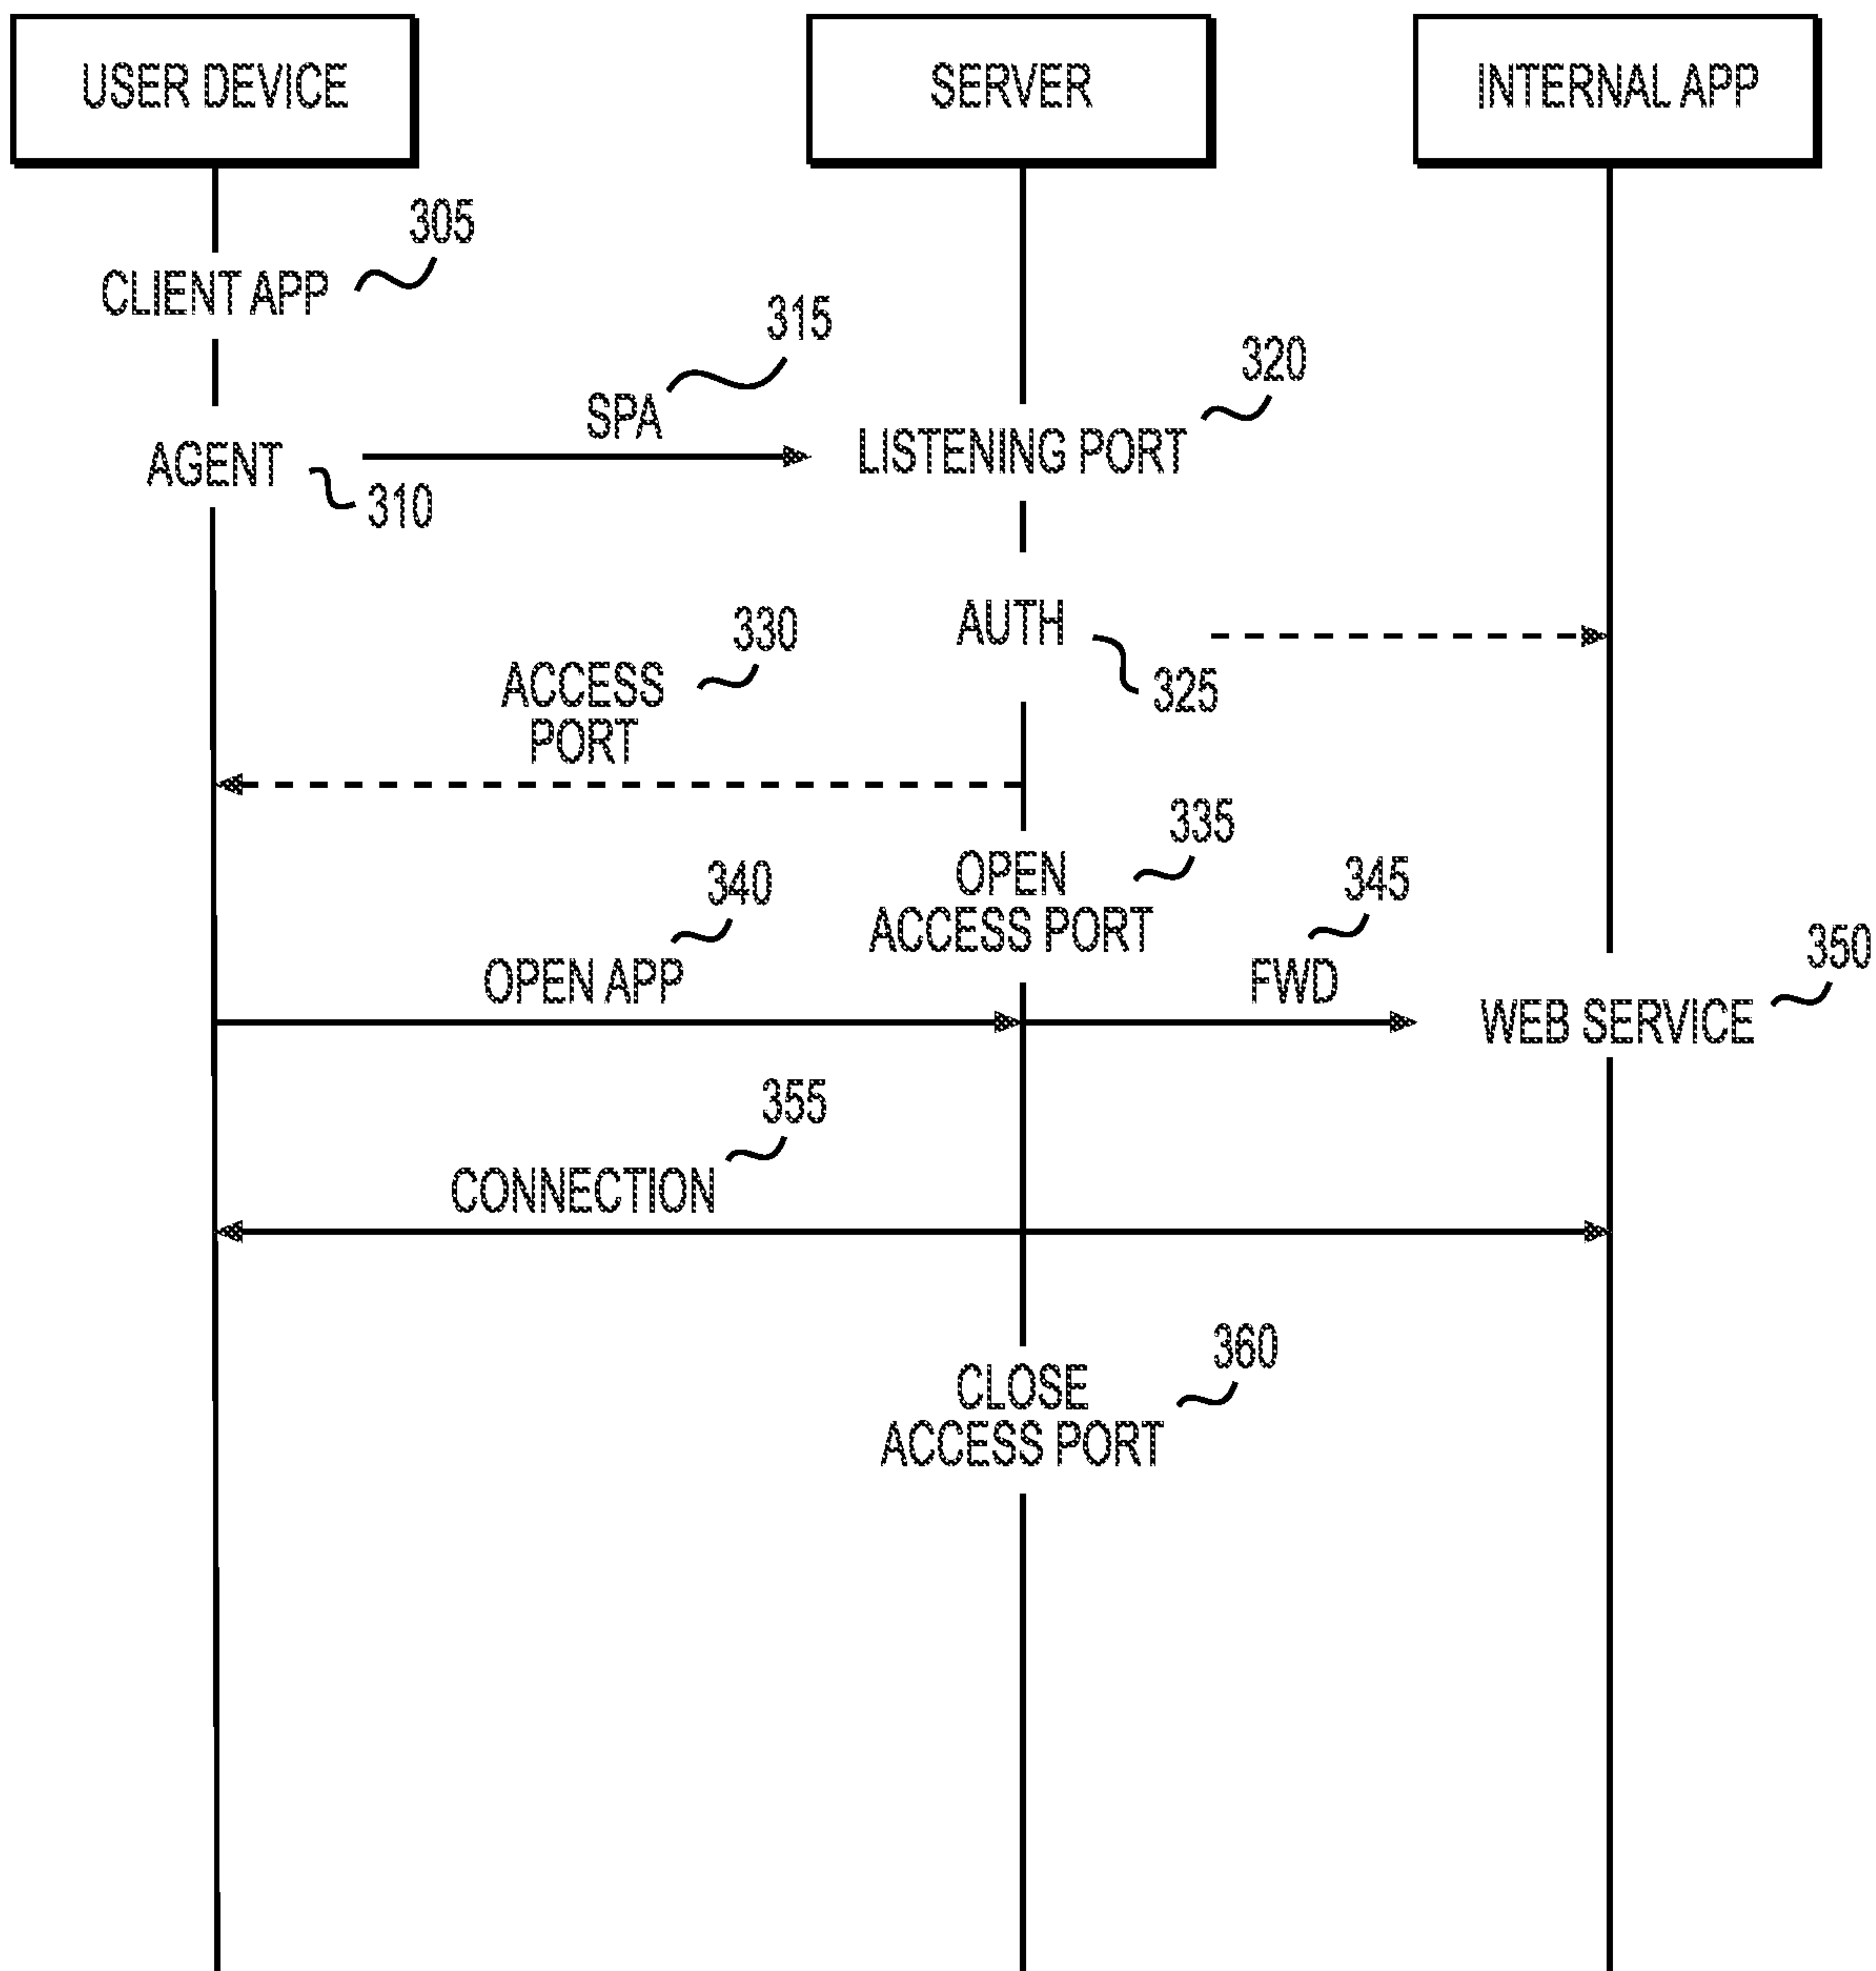 USER DEVICE
SERVER
INTERNAL APP
305
CLIENT APP
315
320
SPA
LISTENING PORT
AGENT
310
330
AUTH
325
ACCESS
PORT
335
340
OPEN
ACCESS PORT
345
350
OPEN APP
FWD
WEB SERVICE
355
CONNECTION
360
CLOSE
ACCESS PORT